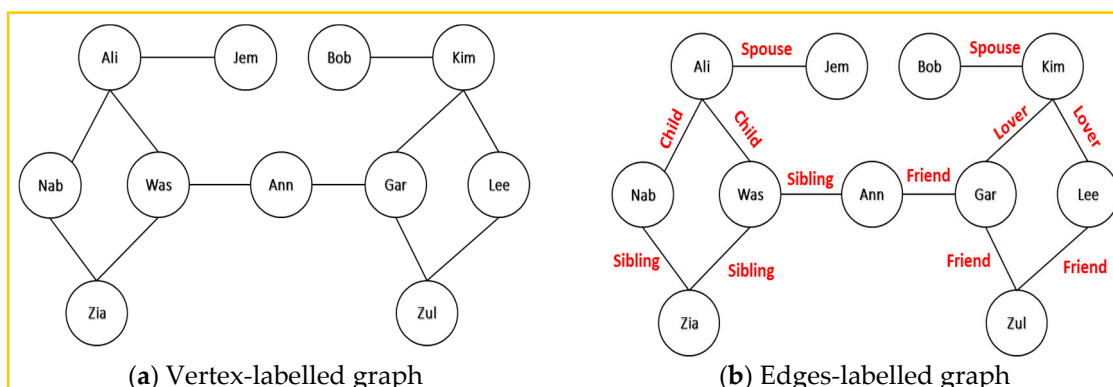 Ali
Jem
Bob
Kim
Nab
Was
Ann
Gar
Lee
Zia
Zul
(a) Vertex-labelled graph
Ali
Spouse
Jem
Bob
Spouse
Kim
Child
Child
Lover
Lover
Nab
Was
Sibling
Ann
Friend
Gar
Lee
Sibling
Sibling
Friend
Friend
Zia
Zul
(b) Edges-labelled graph